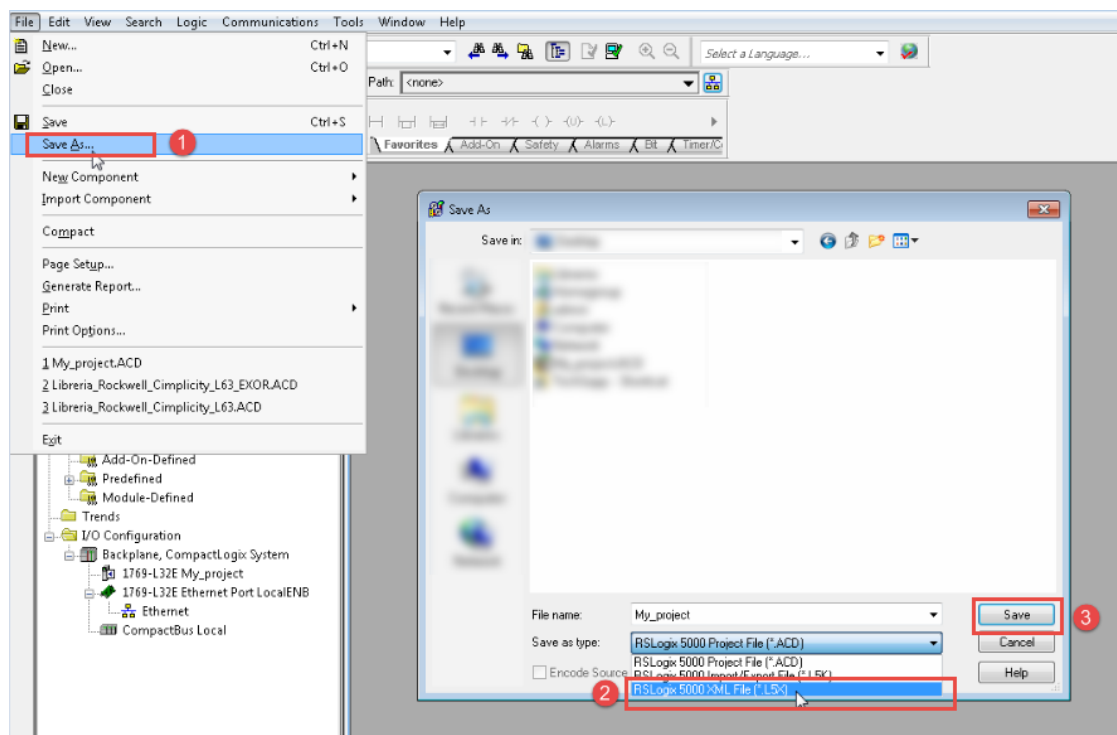 File Edit View Search Logic Communications Tools Window Help
New... Ctrl+N
Open... Ctrl+O
Close
Save Ctrl+S
Save As...
1
New Component
Import Component
Compact
Page Setup...
Generate Report...
Print
Print Options...
1 My_project.ACD
2 Libreria_Rockwell_Cimplicity_L63_EXOR.ACD
3 Libreria_Rockwell_Cimplicity_L63.ACD
Exit
Select a Language...
Path: <none>
Favorites Add-On Safety Alarms Bit Timer/C
Add-On-Defined
Predefined
Module-Defined
Trends
I/O Configuration
Backplane, CompactLogix System
1769-L32E My_project
1769-L32E Ethernet Port LocalENB
Ethernet
CompactBus Local
Save As
Save in:
File name: My_project Save
3
Save as type: RSLogix 5000 Project File (*.ACD) Cancel
RSLogix 5000 Project File (*.ACD)
Encode Source RSLogix 5000 Import/Export File (*.L5K) Help
2
RSLogix 5000 XML File (*.L5X)